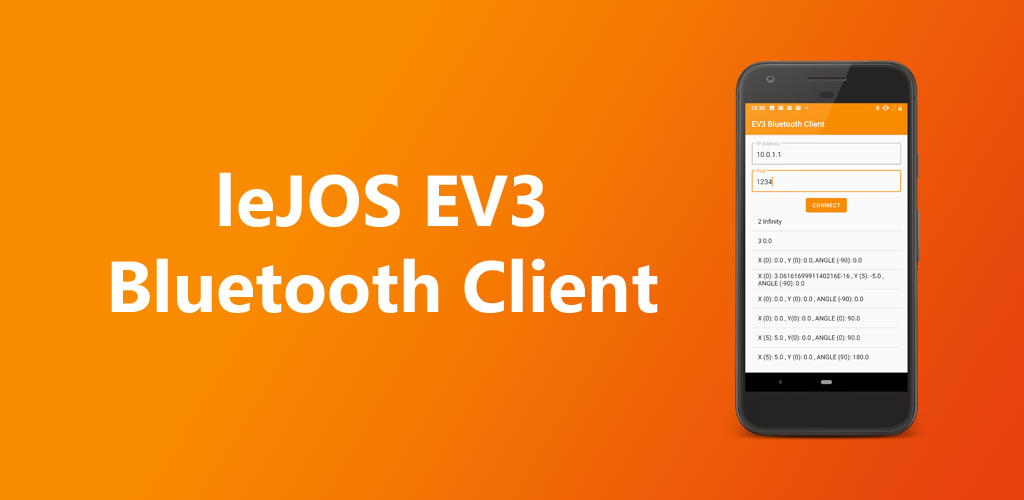 leJOS EV3
Bluetooth Client
18:30
EV3 Bluetooth Client
IP Address
10.0.1.1
Port
1234
CONNECT
2 Infinity
3 0.0
X (0): 0.0 , Y (0): 0.0, ANGLE (-90): 0.0
X (0): 3.0616169991140216E-16 , Y (5): -5.0 ,
ANGLE (-90): 0.0
X (0): 0.0 , Y (0): 0.0 , ANGLE (-90): 0.0
X (0): 0.0 , Y(0): 0.0 , ANGLE (0): 90.0
X (5): 5.0 , Y(0): 0.0 , ANGLE (0): 90.0
X (5): 5.0 , Y (0): 0.0 , ANGLE (90): 180.0